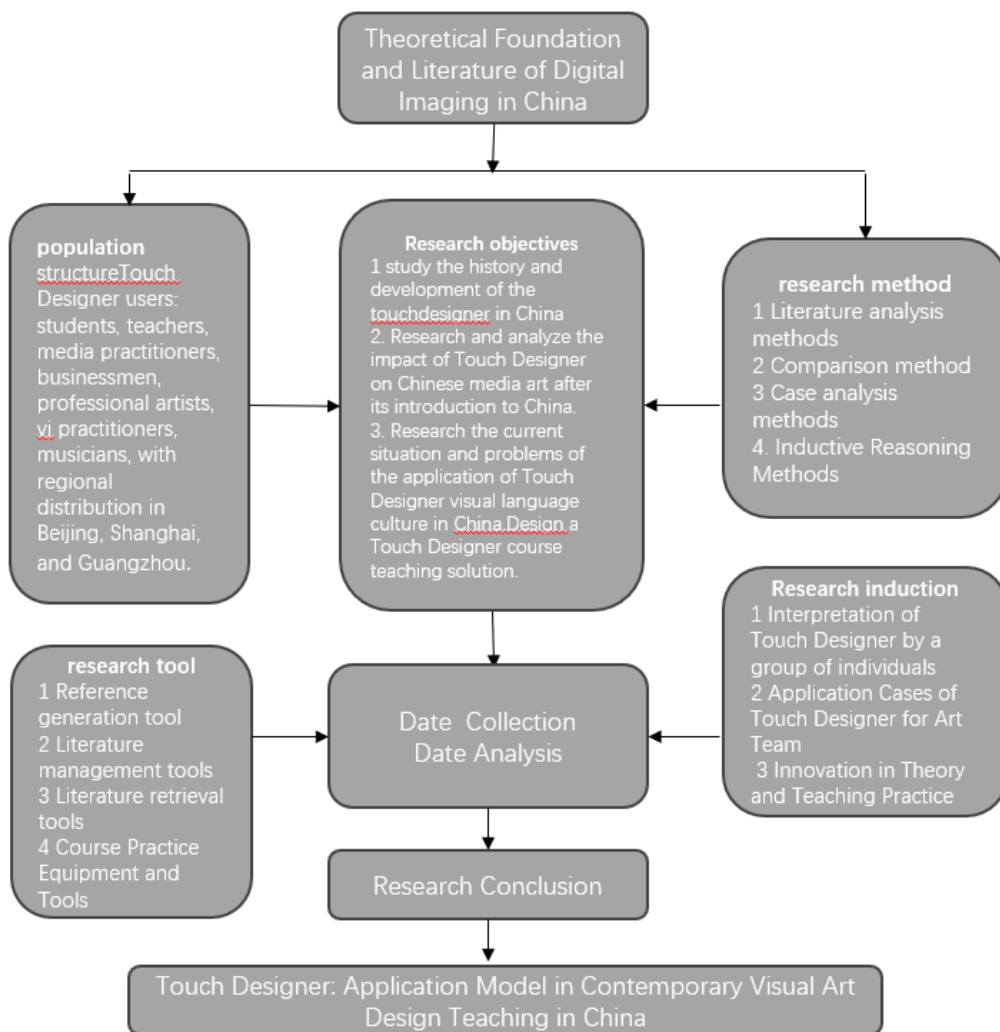 Theoretical Foundation
and Literature of Digital
Imaging in China
population
structureTouch
Designer users:
students, teachers,
media practitioners,
businessmen,
professional artists,
vj practitioners,
musicians, with
regional
distribution in
Beijing, Shanghai,
and Guangzhou.
Research objectives
1 study the history and
development of the
touchdesigner in China
2. Research and analyze the
impact of Touch Designer
on Chinese media art after
its introduction to China.
3. Research the current
situation and problems of
the application of Touch
Designer visual language
culture in China.Design a
Touch Designer course
teaching solution.
research method
1 Literature analysis
methods
2 Comparison method
3 Case analysis
methods
4. Inductive Reasoning
Methods
research tool
1 Reference
generation tool
2 Literature
management tools
3 Literature retrieval
tools
4 Course Practice
Equipment and
Tools
Date Collection
Date Analysis
Research induction
1 Interpretation of
Touch Designer by a
group of individuals
2 Application Cases of
Touch Designer for Art
Team
3 Innovation in Theory
and Teaching Practice
Research Conclusion
Touch Designer: Application Model in Contemporary Visual Art
Design Teaching in China